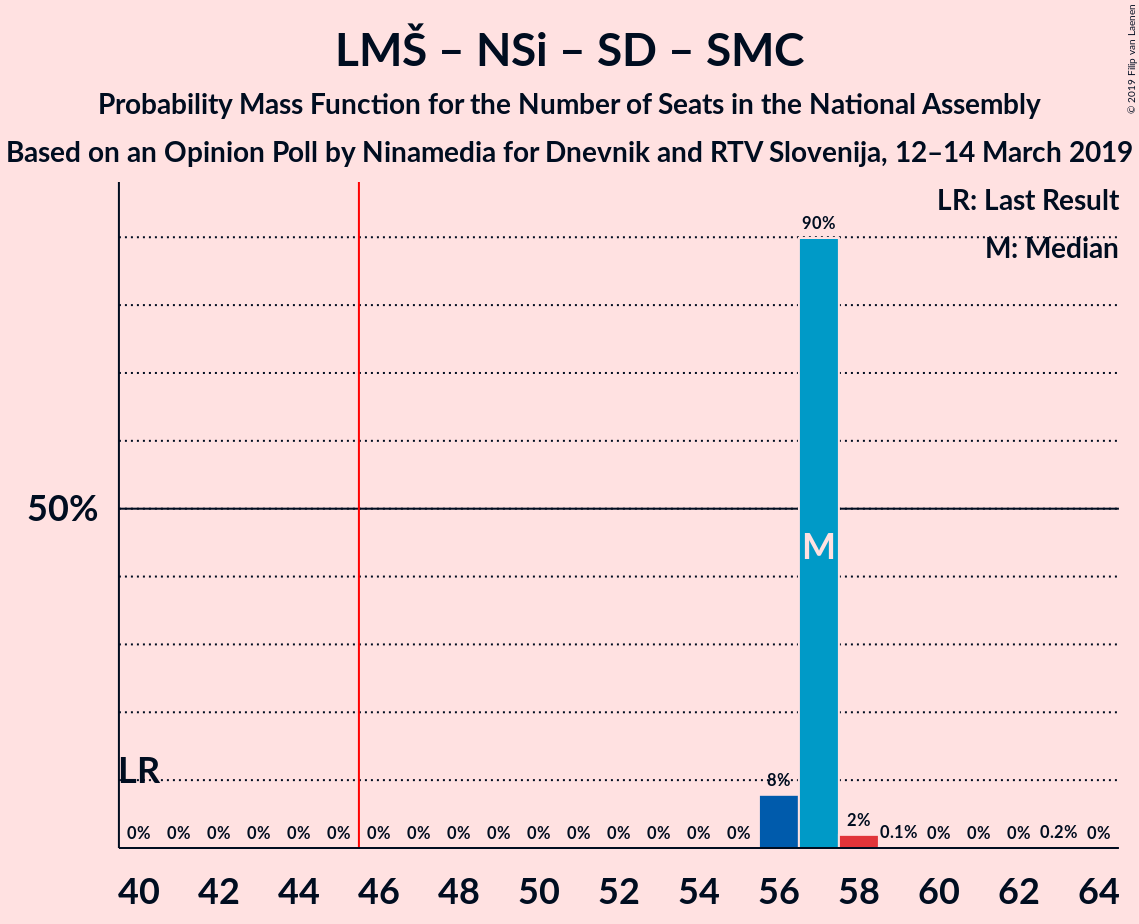 LMŠ – NSi – SD – SMC
Probability Mass Function for the Number of Seats in the National Assembly
Based on an Opinion Poll by Ninamedia for Dnevnik and RTV Slovenija, 12–14 March 2019
© 2019 Filip van Laenen
LR: Last Result
M: Median
90%
50%
M
LR
8%
2%
0% 0% 0% 0% 0% 0% 0% 0% 0% 0% 0% 0% 0% 0% 0% 0% 0.1% 0% 0% 0% 0.2% 0%
40 42 44 46 48 50 52 54 56 58 60 62 64